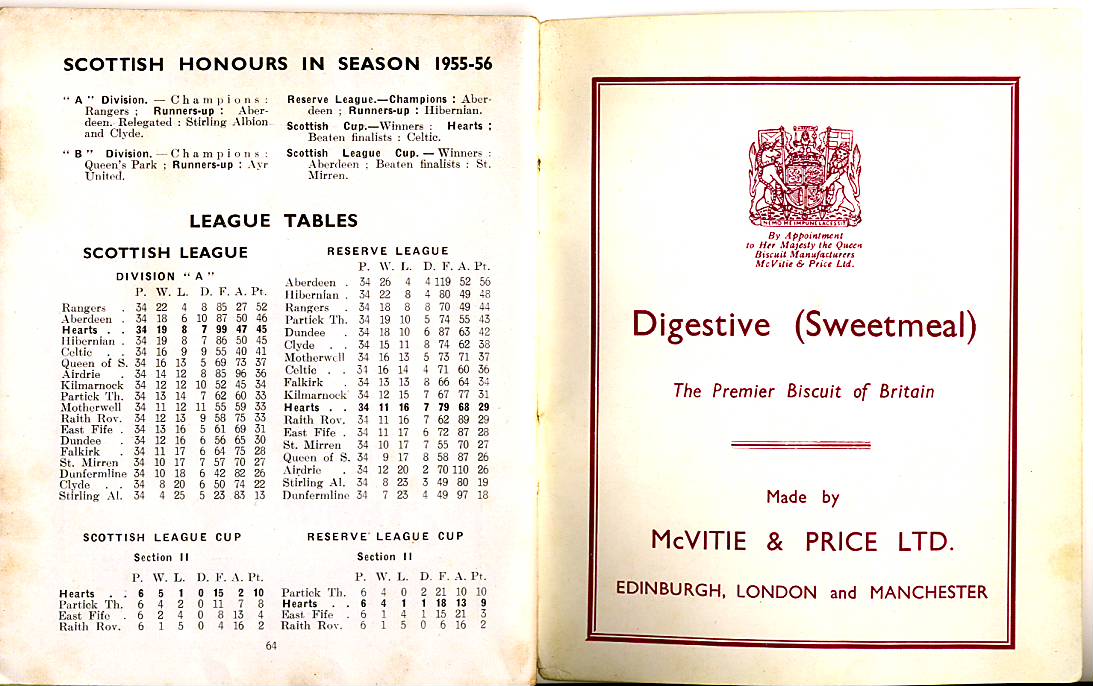 SCOTTISH HONOURS IN SEASON 1955-56
" A " Division. — Champions :
Rangers ; Runners-up : Aber-
deen. Relegated : Stirling Albion
and Clyde.
" B " Division. — Champions :
Queen's Park ; Runners-up : Ayr
United.
Reserve League.—Champions : Aber-
deen ; Runners-up : Hibernian.
Scottish Cup.—Winners : Hearts ;
Beaten finalists : Celtic.
Scottish League Cup. — Winners :
Aberdeen ; Beaten finalists : St.
Mirren.
LEAGUE TABLES
SCOTTISH LEAGUE
DIVISION " A "
P. W. L. D. F. A. Pt.
Rangers . 34 22 4 8 85 27 52
Aberdeen . 34 18 6 10 87 50 46
Hearts . . 34 19 8 7 99 47 45
Hibernian . 34 19 8 7 86 50 45
Celtic . . 34 16 9 9 55 40 41
Queen of S. 34 16 13 5 69 73 37
Airdrie . 34 14 12 8 85 96 36
Kilmarnock 34 12 12 10 52 45 34
Partick Th. 34 13 14 7 62 60 33
Motherwell 34 11 12 11 55 59 33
Raith Rov. 34 12 13 9 58 75 33
East Fife . 34 13 16 5 61 69 31
Dundee . 34 12 16 6 56 65 30
Falkirk . 34 11 17 6 64 75 28
St. Mirren 34 10 17 7 57 70 27
Dunfermline 34 10 18 6 42 82 26
Clyde . . 34 8 20 6 50 74 22
Stirling Al. 34 4 25 5 23 83 13
RESERVE LEAGUE
P. W. L. D. F. A. Pt.
Aberdeen . 34 26 4 4 119 52 56
Hibernian . 34 22 8 4 80 49 48
Rangers . 34 18 8 8 70 49 44
Partick Th. 34 19 10 5 74 55 43
Dundee . 34 18 10 6 87 63 42
Clyde . . 34 15 11 8 74 62 38
Motherwell 34 16 13 5 73 71 37
Celtic . . 34 16 14 4 71 60 36
Falkirk . 34 13 13 8 66 64 34
Kilmarnock 34 12 15 7 67 77 31
Hearts . . 34 11 16 7 79 68 29
Raith Rov. 34 11 16 7 62 89 29
East Fife . 34 11 17 6 72 87 28
St. Mirren 34 10 17 7 55 70 27
Queen of S. 34 9 17 8 58 87 26
Airdrie . 34 12 20 2 70 110 26
Stirling Al. 34 8 23 3 49 80 19
Dunfermline 34 7 23 4 49 97 18
SCOTTISH LEAGUE CUP
Section II
P. W. L. D. F. A. Pt.
Hearts . . 6 5 1 0 15 2 10
Partick Th. 6 4 2 0 11 7 8
East Fife . 6 2 4 0 8 13 4
Raith Rov. 6 1 5 0 4 16 2
RESERVE LEAGUE CUP
Section II
P. W. L. D. F. A. Pt.
Partick Th. 6 4 0 2 21 10 10
Hearts . . 6 4 1 1 18 13 9
East Fife . 6 1 4 1 15 21 3
Raith Rov. 6 1 5 0 6 16 2
64
NEMO ME IMPUNE LACESSIT
By Appointment
to Her Majesty the Queen
Biscuit Manufacturers
McVitie & Price Ltd.
Digestive (Sweetmeal)
The Premier Biscuit of Britain
Made by
McVITIE & PRICE LTD.
EDINBURGH, LONDON and MANCHESTER